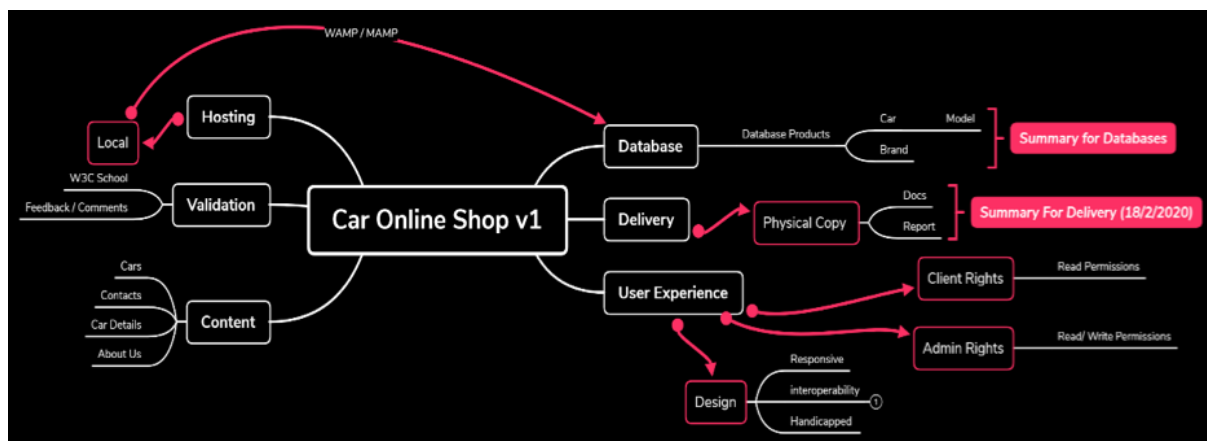 WAMP / MAMP
Hosting
Local
W3C School
Feedback / Comments
Validation
Cars
Contacts
Car Details
About Us
Content
Car Online Shop v1
Database
Database Products
Car
Model
Brand
Summary for Databases
Delivery
Physical Copy
Docs
Report
Summary For Delivery (18/2/2020)
User Experience
Client Rights
Read Permissions
Admin Rights
Read/ Write Permissions
Design
Responsive
interoperability
1
Handicapped